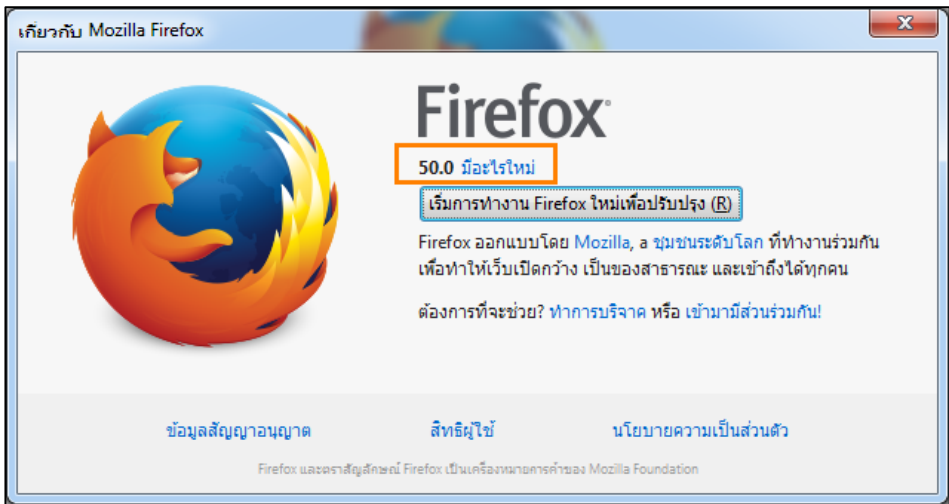 เกี่ยวกับ Mozilla Firefox
Firefox
50.0 มีอะไรใหม่
เริ่มการทำงาน Firefox ใหม่เพื่อปรับปรุง (R)
Firefox ออกแบบโดย Mozilla, a ชุมชนระดับโลก ที่ทำงานร่วมกัน
เพื่อทำให้เว็บเปิดกว้าง เป็นของสาธารณะ และเข้าถึงได้ทุกคน
ต้องการที่จะช่วย? ทำการบริจาค หรือ เข้ามามีส่วนร่วมกัน!
ข้อมูลสัญญาอนุญาต สิทธิผู้ใช้ นโยบายความเป็นส่วนตัว
Firefox และตราสัญลักษณ์ Firefox เป็นเครื่องหมายการค้าของ Mozilla Foundation